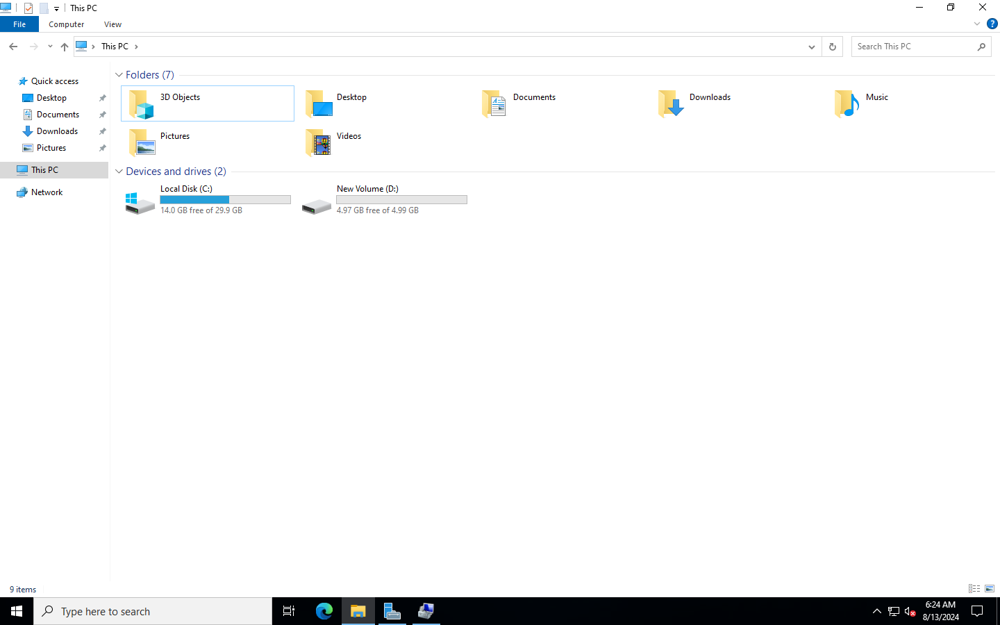 This PC
File
Computer
View
This PC
Search This PC
Quick access
Desktop
Documents
Downloads
Pictures
This PC
Network
Folders (7)
3D Objects
Desktop
Documents
Downloads
Music
Pictures
Videos
Devices and drives (2)
Local Disk (C:)
14.0 GB free of 29.9 GB
New Volume (D:)
4.97 GB free of 4.99 GB
9 items
Type here to search
6:24 AM
8/13/2024